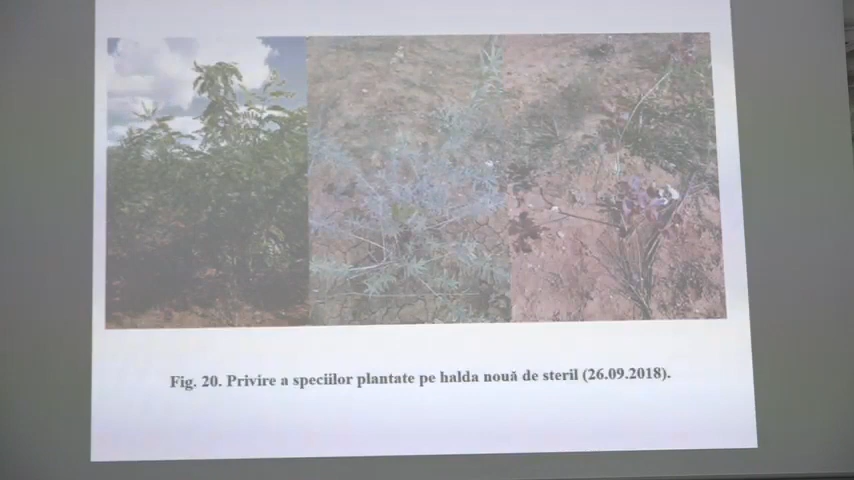 Fig. 20. Privire a speciilor plantate pe halda nouă de steril (26.09.2018).